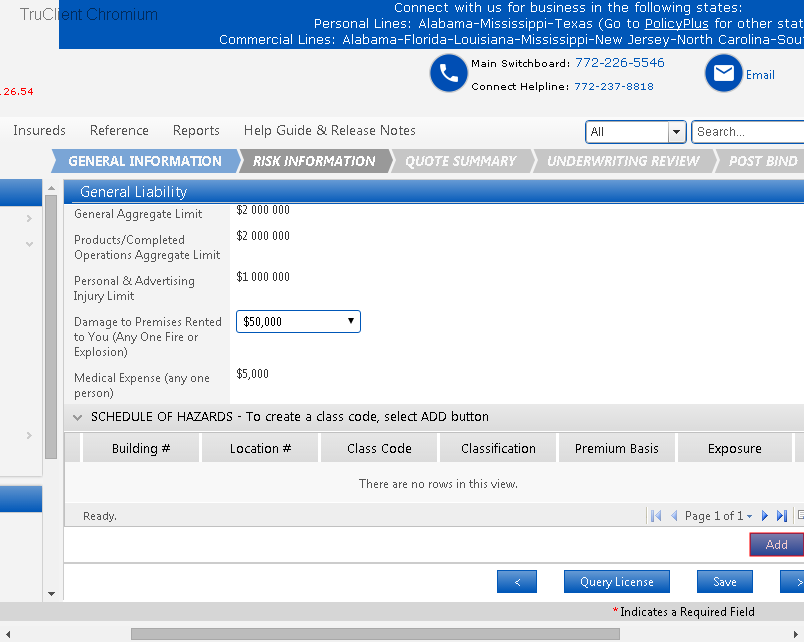 TruClient Chromium
Connect with us for business in the following states:
Personal Lines: Alabama-Mississippi-Texas (Go to PolicyPlus for other stat
Commercial Lines: Alabama-Florida-Louisiana-Mississippi-New Jersey-North Carolina-Sou
.26.54
Main Switchboard: 772-226-5546
Connect Helpline: 772-237-8818
Email
Insureds Reference Reports Help Guide & Release Notes All Search...
GENERAL INFORMATION RISK INFORMATION QUOTE SUMMARY UNDERWRITING REVIEW POST BIND
General Liability
General Aggregate Limit $2 000 000
Products/Completed
Operations Aggregate Limit $2 000 000
Personal & Advertising
Injury Limit $1 000 000
Damage to Premises Rented
to You (Any One Fire or
Explosion) $50,000
Medical Expense (any one
person) $5,000
SCHEDULE OF HAZARDS - To create a class code, select ADD button
Building # Location # Class Code Classification Premium Basis Exposure
There are no rows in this view.
Ready. Page 1 of 1
Add
< Query License Save >
* Indicates a Required Field